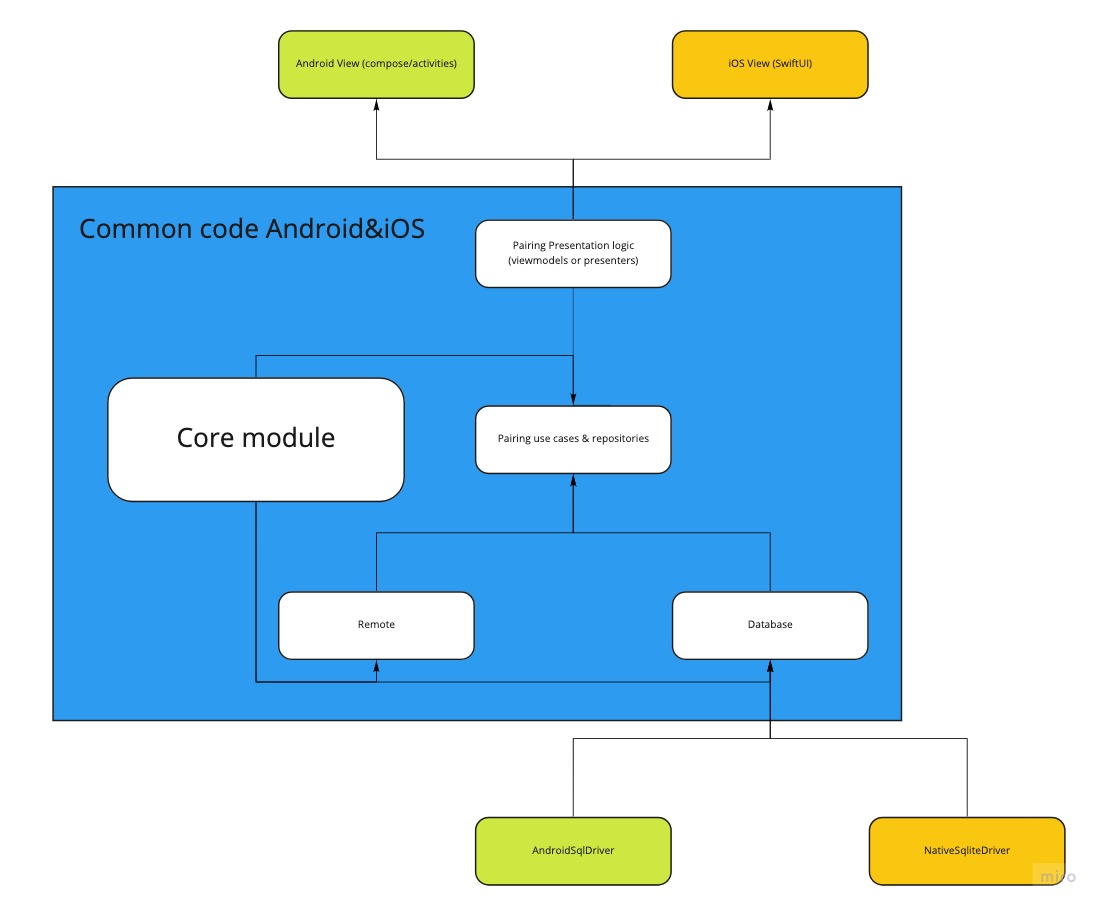 Android View (compose/activities)
iOS View (SwiftUI)
Common code Android&iOS
Pairing Presentation logic
(viewmodels or presenters)
Core module
Pairing use cases & repositories
Remote
Database
AndroidSqlDriver
NativeSqliteDriver
miro